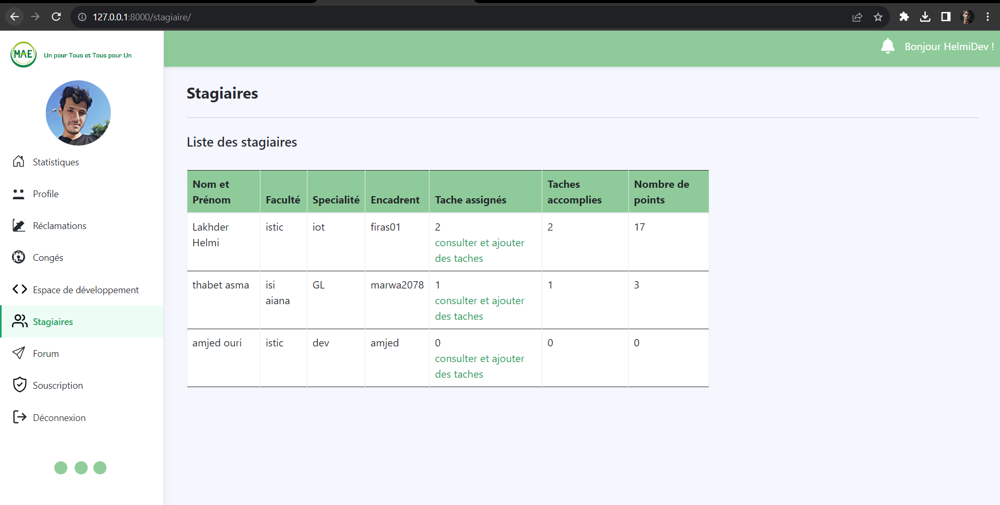 127.0.0.1:8000/stagiaire/
MAE
Un pour Tous et Tous pour Un
Bonjour HelmiDev !
Statistiques
Profile
Réclamations
Congés
Espace de développement
Stagiaires
Forum
Souscription
Déconnexion
Stagiaires
Liste des stagiaires
Nom et
Prénom
Faculté
Specialité
Encadrent
Tache assignés
Taches
accomplies
Nombre de
points
Lakhder
Helmi
istic
iot
firas01
2
consulter et ajouter
des taches
2
17
thabet asma
isi
aiana
GL
marwa2078
1
consulter et ajouter
des taches
1
3
amjed ouri
istic
dev
amjed
0
consulter et ajouter
des taches
0
0